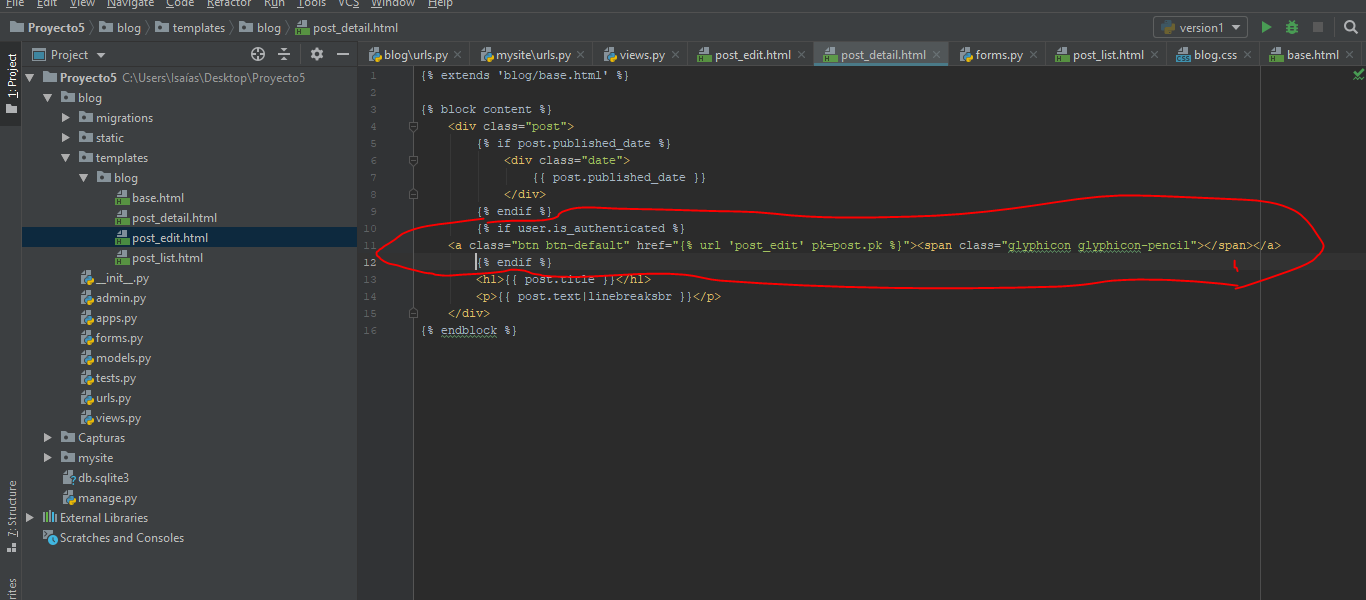 File Edit View Navigate Code Refactor Run Tools VCS Window Help
Proyecto5 blog templates blog post_detail.html version1
1: Project Project blog\urls.py mysite\urls.py views.py post_edit.html post_detail.html forms.py post_list.html blog.css base.html
Proyecto5 C:\Users\Isaías\Desktop\Proyecto5
blog
migrations
static
templates
blog
base.html
post_detail.html
post_edit.html
post_list.html
__init__.py
admin.py
apps.py
forms.py
models.py
tests.py
urls.py
views.py
Capturas
mysite
db.sqlite3
manage.py
External Libraries
Scratches and Consoles
7: Structure
1 {% extends 'blog/base.html' %}
2
3 {% block content %}
4 <div class="post">
5 {% if post.published_date %}
6 <div class="date">
7 {{ post.published_date }}
8 </div>
9 {% endif %}
10 {% if user.is_authenticated %}
11 <a class="btn btn-default" href="{% url 'post_edit' pk=post.pk %}"><span class="glyphicon glyphicon-pencil"></span></a>
12 {% endif %}
13 <h1>{{ post.title }}</h1>
14 <p>{{ post.text|linebreaksbr }}</p>
15 </div>
16 {% endblock %}